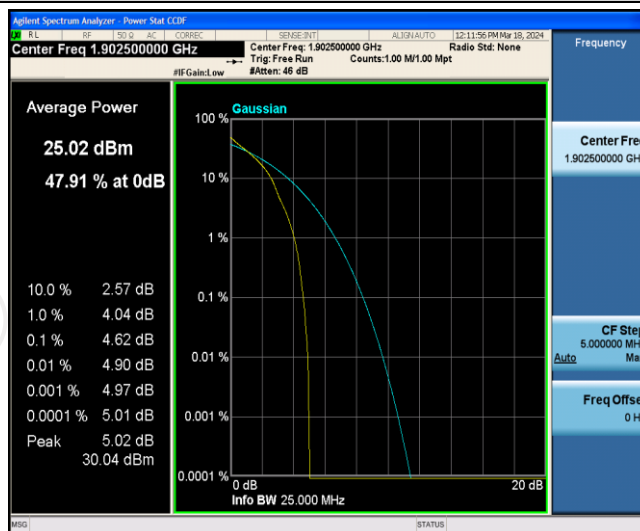 Agilent Spectrum Analyzer - Power Stat CCDF
RL RF 50 Ω AC CORREC SENSE:INT ALIGNAUTO 12:11:56 PM Mar 18, 2024
Center Freq 1.902500000 GHz
Center Freq: 1.902500000 GHz Radio Std: None
Trig: Free Run Counts:1.00 M/1.00 Mpt
#IFGain:Low #Atten: 46 dB
Frequency
Average Power
25.02 dBm
47.91 % at 0dB
10.0 % 2.57 dB
1.0 % 4.04 dB
0.1 % 4.62 dB
0.01 % 4.90 dB
0.001 % 4.97 dB
0.0001 % 5.01 dB
Peak 5.02 dB
30.04 dBm
Gaussian
100 %
10 %
1 %
0.1 %
0.01 %
0.001 %
0.0001 %
0 dB 20 dB
Info BW 25.000 MHz
Center Fre
1.902500000 GH
CF Step
5.000000 MH
Auto Ma
Freq Offse
0 H
MSG STATUS